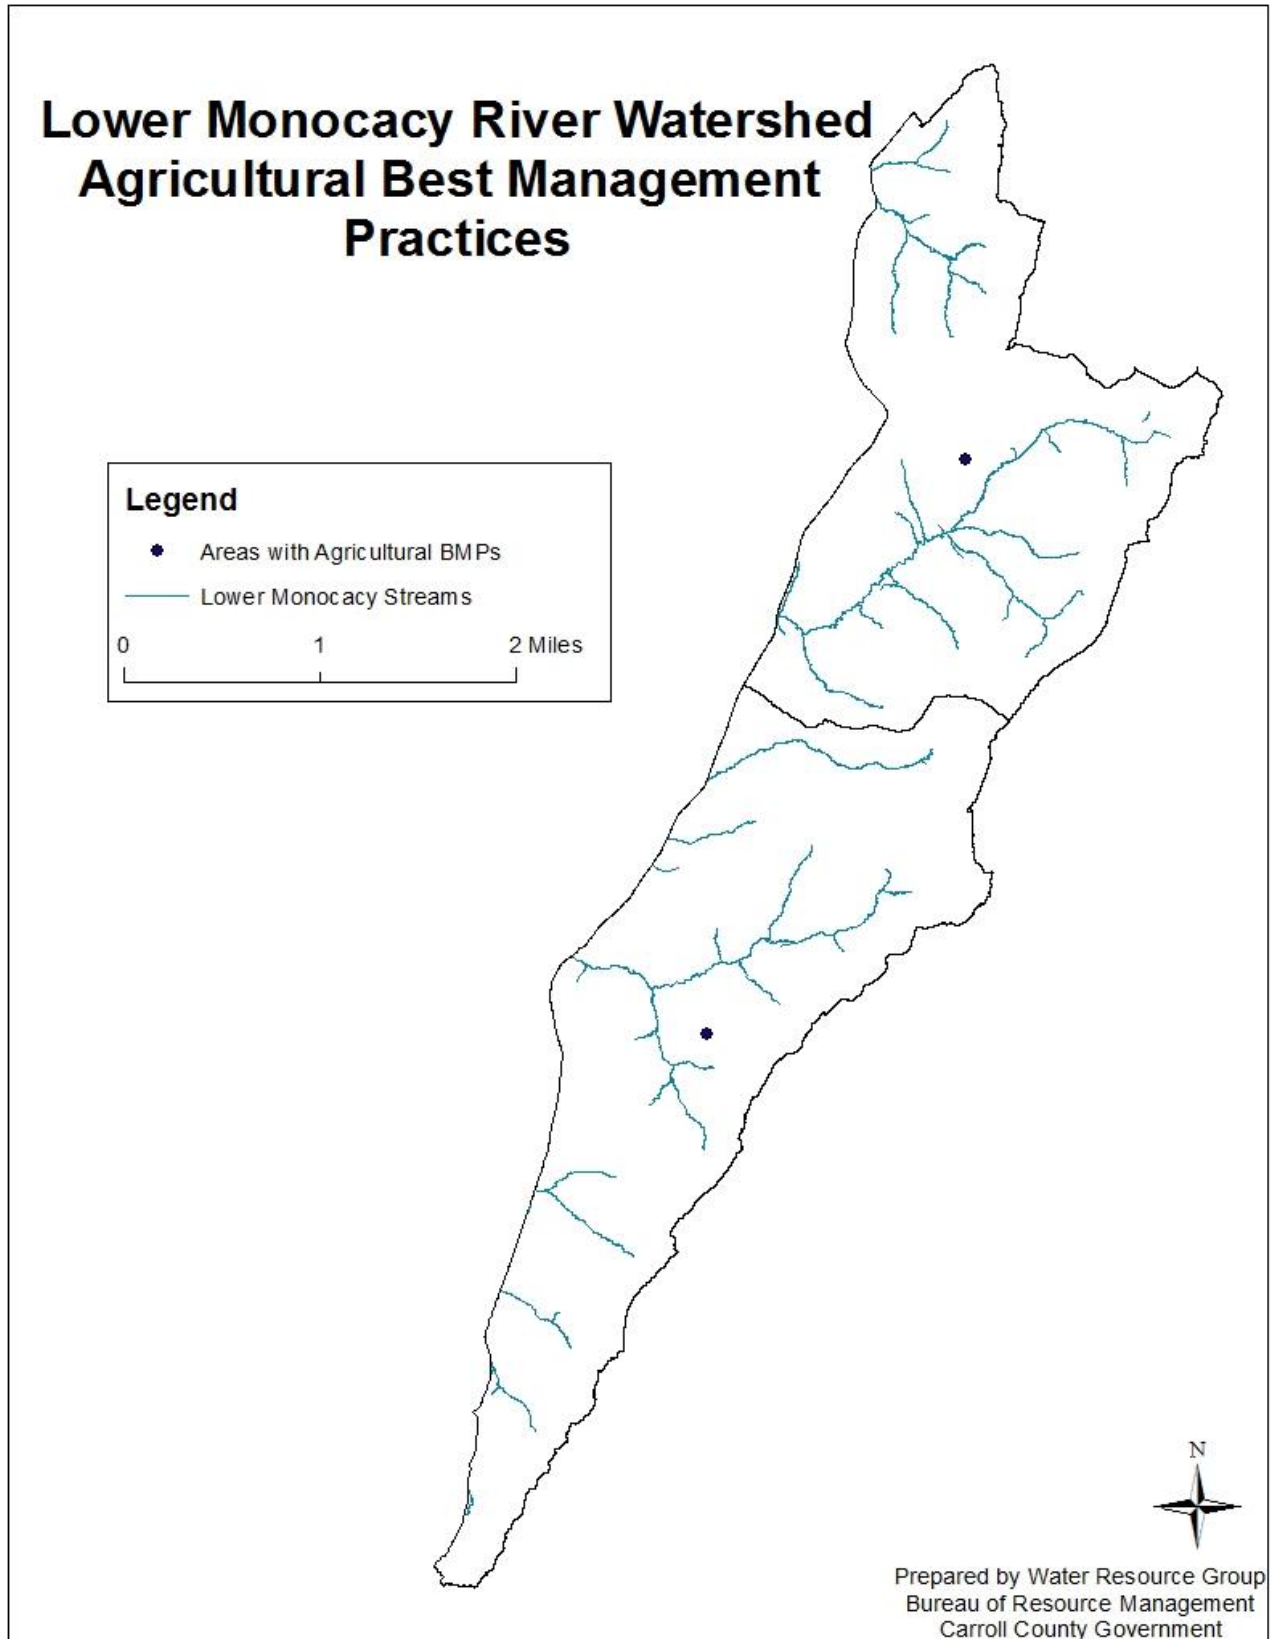 Lower Monocacy River Watershed
Agricultural Best Management
Practices
Legend
Areas with Agricultural BMPs
Lower Monocacy Streams
0 1 2 Miles
N
Prepared by Water Resource Group
Bureau of Resource Management
Carroll County Government